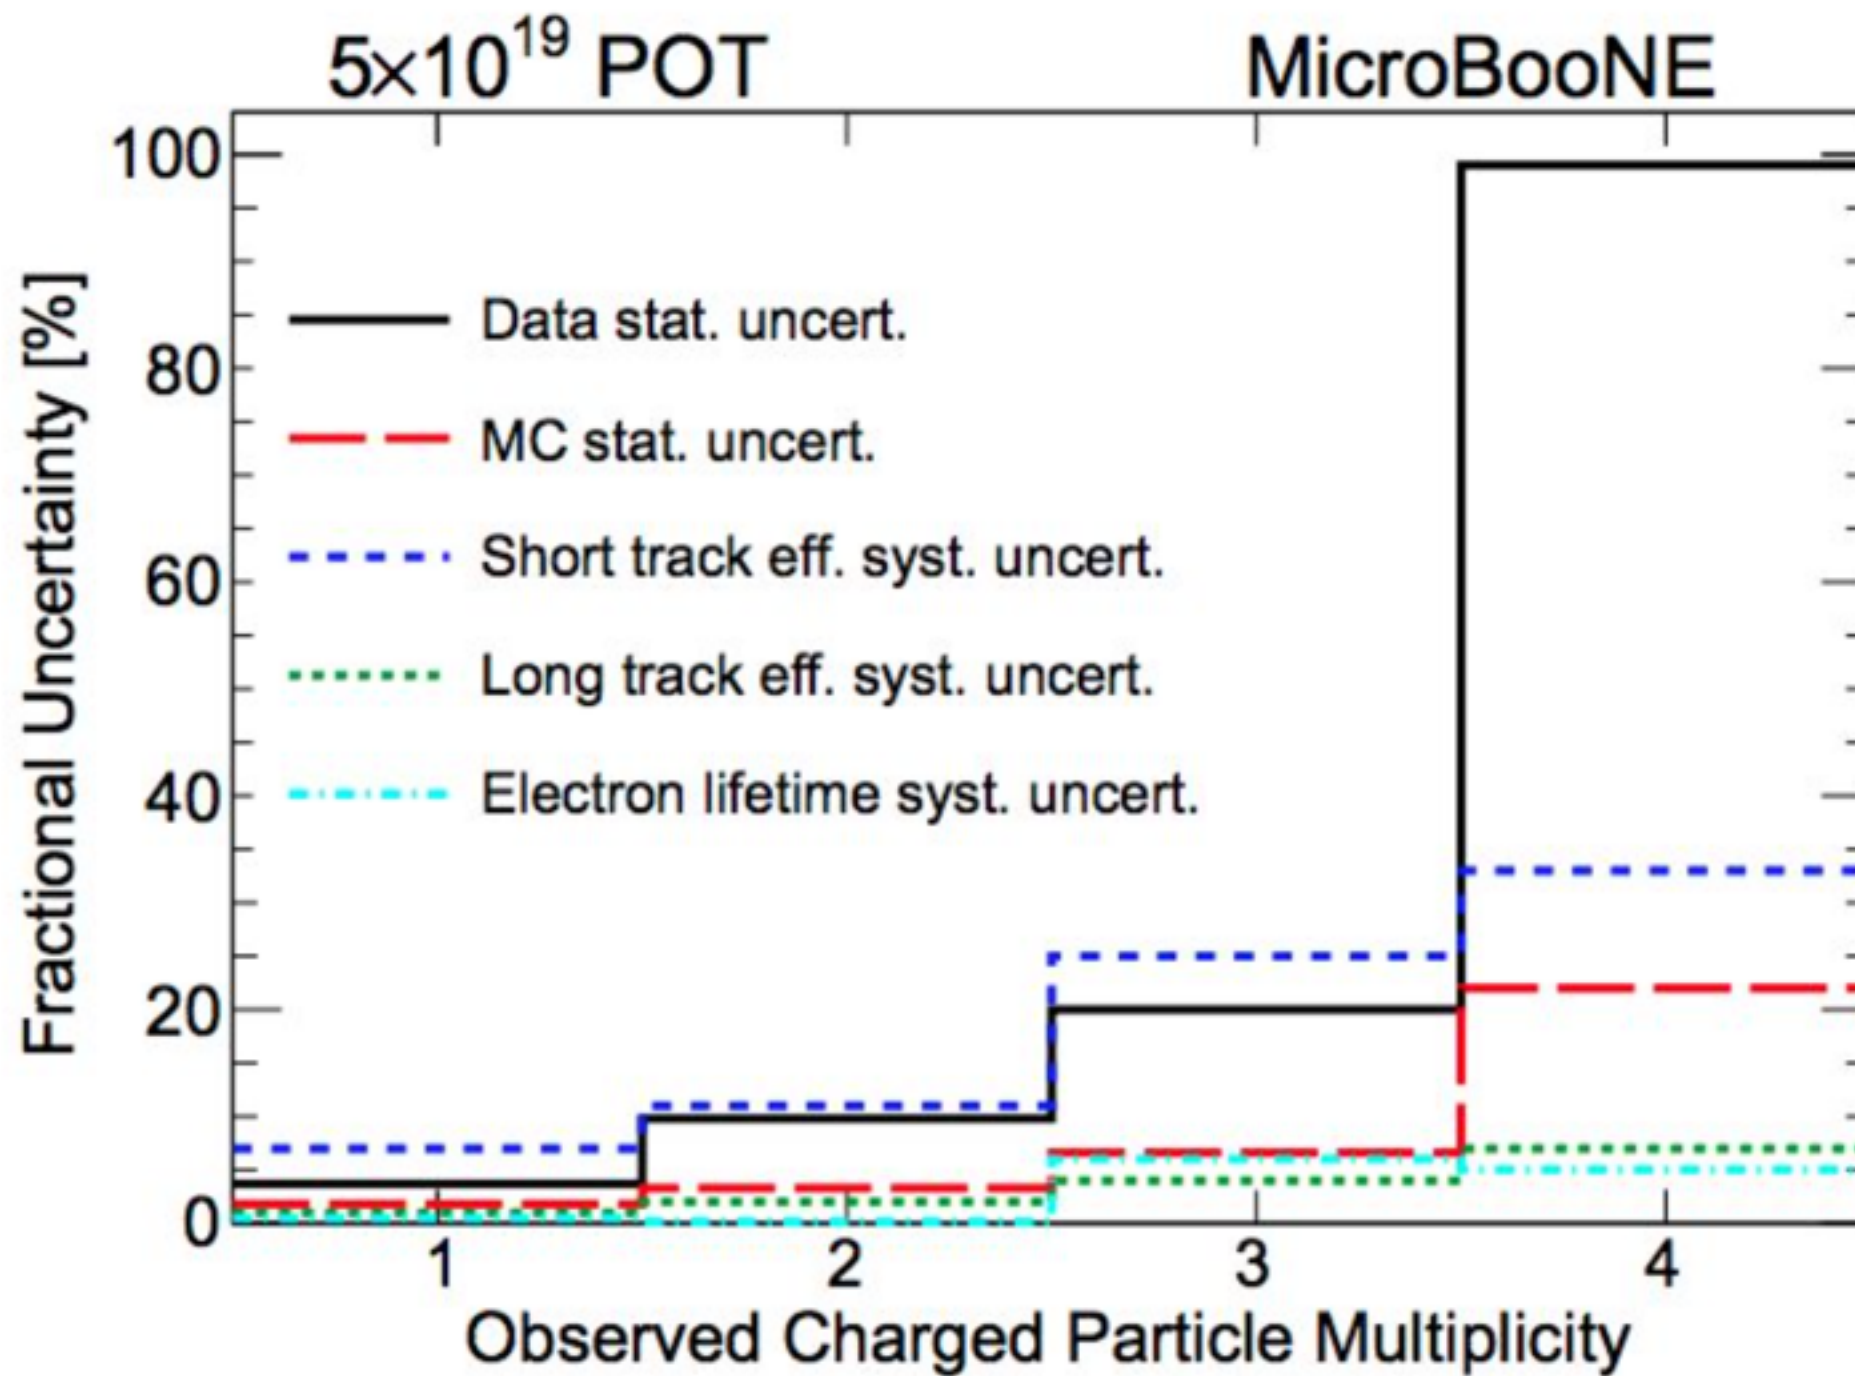 5×10¹⁹ POT MicroBooNE
Fractional Uncertainty [%]
100
80
60
40
20
0
Data stat. uncert.
MC stat. uncert.
Short track eff. syst. uncert.
Long track eff. syst. uncert.
Electron lifetime syst. uncert.
1 2 3 4
Observed Charged Particle Multiplicity